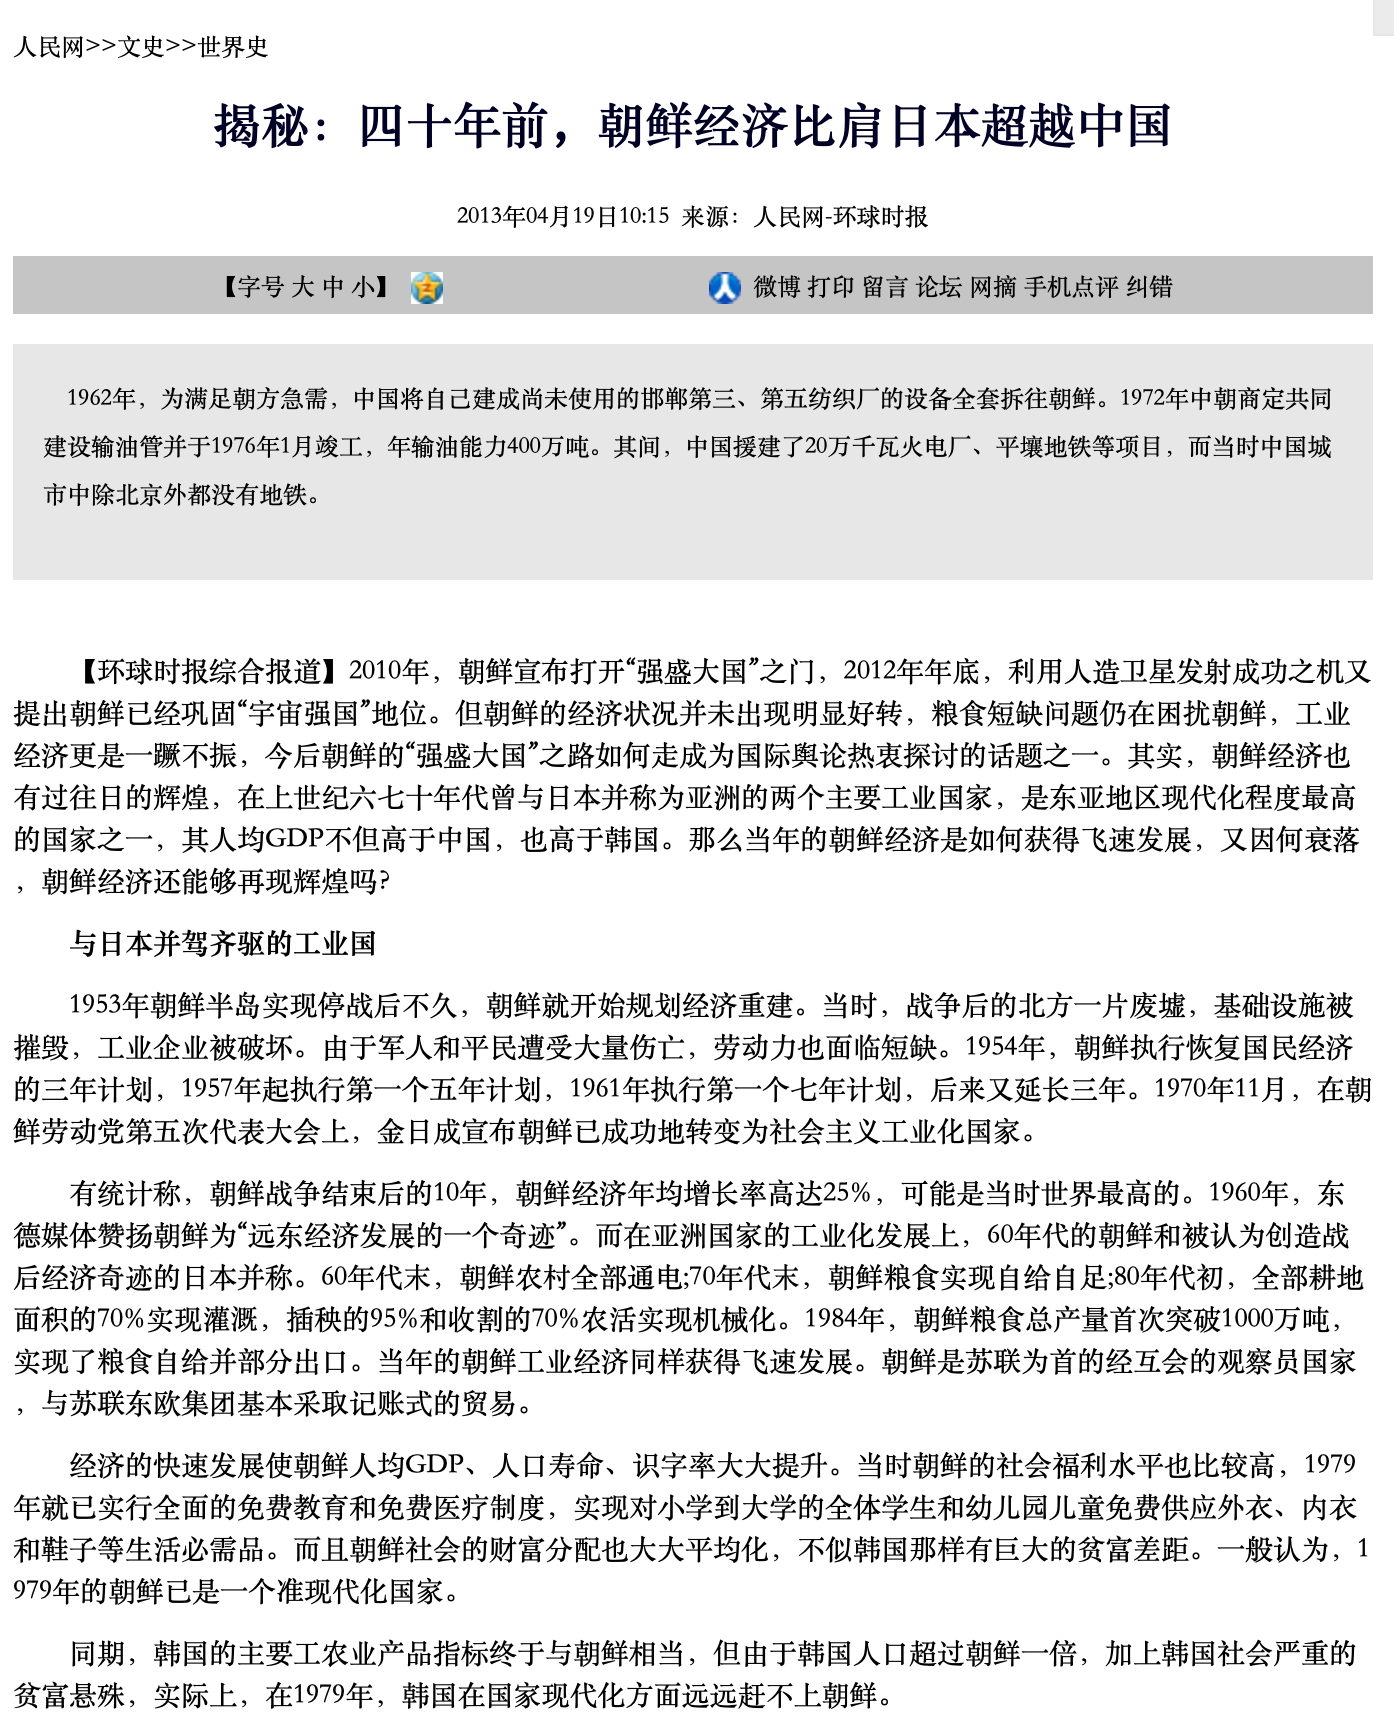 人民网>>文史>>世界史
揭秘：四十年前，朝鲜经济比肩日本超越中国
2013年04月19日10:15 来源：人民网-环球时报
【字号 大 中 小】 微博 打印 留言 论坛 网摘 手机点评 纠错
1962年，为满足朝方急需，中国将自己建成尚未使用的邯郸第三、第五纺织厂的设备全套拆往朝鲜。1972年中朝商定共同
建设输油管并于1976年1月竣工，年输油能力400万吨。其间，中国援建了20万千瓦火电厂、平壤地铁等项目，而当时中国城
市中除北京外都没有地铁。
【环球时报综合报道】2010年，朝鲜宣布打开“强盛大国”之门，2012年年底，利用人造卫星发射成功之机又
提出朝鲜已经巩固“宇宙强国”地位。但朝鲜的经济状况并未出现明显好转，粮食短缺问题仍在困扰朝鲜，工业
经济更是一蹶不振，今后朝鲜的“强盛大国”之路如何走成为国际舆论热衷探讨的话题之一。其实，朝鲜经济也
有过往日的辉煌，在上世纪六七十年代曾与日本并称为亚洲的两个主要工业国家，是东亚地区现代化程度最高
的国家之一，其人均GDP不但高于中国，也高于韩国。那么当年的朝鲜经济是如何获得飞速发展，又因何衰落
，朝鲜经济还能够再现辉煌吗?
与日本并驾齐驱的工业国
1953年朝鲜半岛实现停战后不久，朝鲜就开始规划经济重建。当时，战争后的北方一片废墟，基础设施被
摧毁，工业企业被破坏。由于军人和平民遭受大量伤亡，劳动力也面临短缺。1954年，朝鲜执行恢复国民经济
的三年计划，1957年起执行第一个五年计划，1961年执行第一个七年计划，后来又延长三年。1970年11月，在朝
鲜劳动党第五次代表大会上，金日成宣布朝鲜已成功地转变为社会主义工业化国家。
有统计称，朝鲜战争结束后的10年，朝鲜经济年均增长率高达25%，可能是当时世界最高的。1960年，东
德媒体赞扬朝鲜为“远东经济发展的一个奇迹”。而在亚洲国家的工业化发展上，60年代的朝鲜和被认为创造战
后经济奇迹的日本并称。60年代末，朝鲜农村全部通电;70年代末，朝鲜粮食实现自给自足;80年代初，全部耕地
面积的70%实现灌溉，插秧的95%和收割的70%农活实现机械化。1984年，朝鲜粮食总产量首次突破1000万吨，
实现了粮食自给并部分出口。当年的朝鲜工业经济同样获得飞速发展。朝鲜是苏联为首的经互会的观察员国家
，与苏联东欧集团基本采取记账式的贸易。
经济的快速发展使朝鲜人均GDP、人口寿命、识字率大大提升。当时朝鲜的社会福利水平也比较高，1979
年就已实行全面的免费教育和免费医疗制度，实现对小学到大学的全体学生和幼儿园儿童免费供应外衣、内衣
和鞋子等生活必需品。而且朝鲜社会的财富分配也大大平均化，不似韩国那样有巨大的贫富差距。一般认为，1
979年的朝鲜已是一个准现代化国家。
同期，韩国的主要工农业产品指标终于与朝鲜相当，但由于韩国人口超过朝鲜一倍，加上韩国社会严重的
贫富悬殊，实际上，在1979年，韩国在国家现代化方面远远赶不上朝鲜。